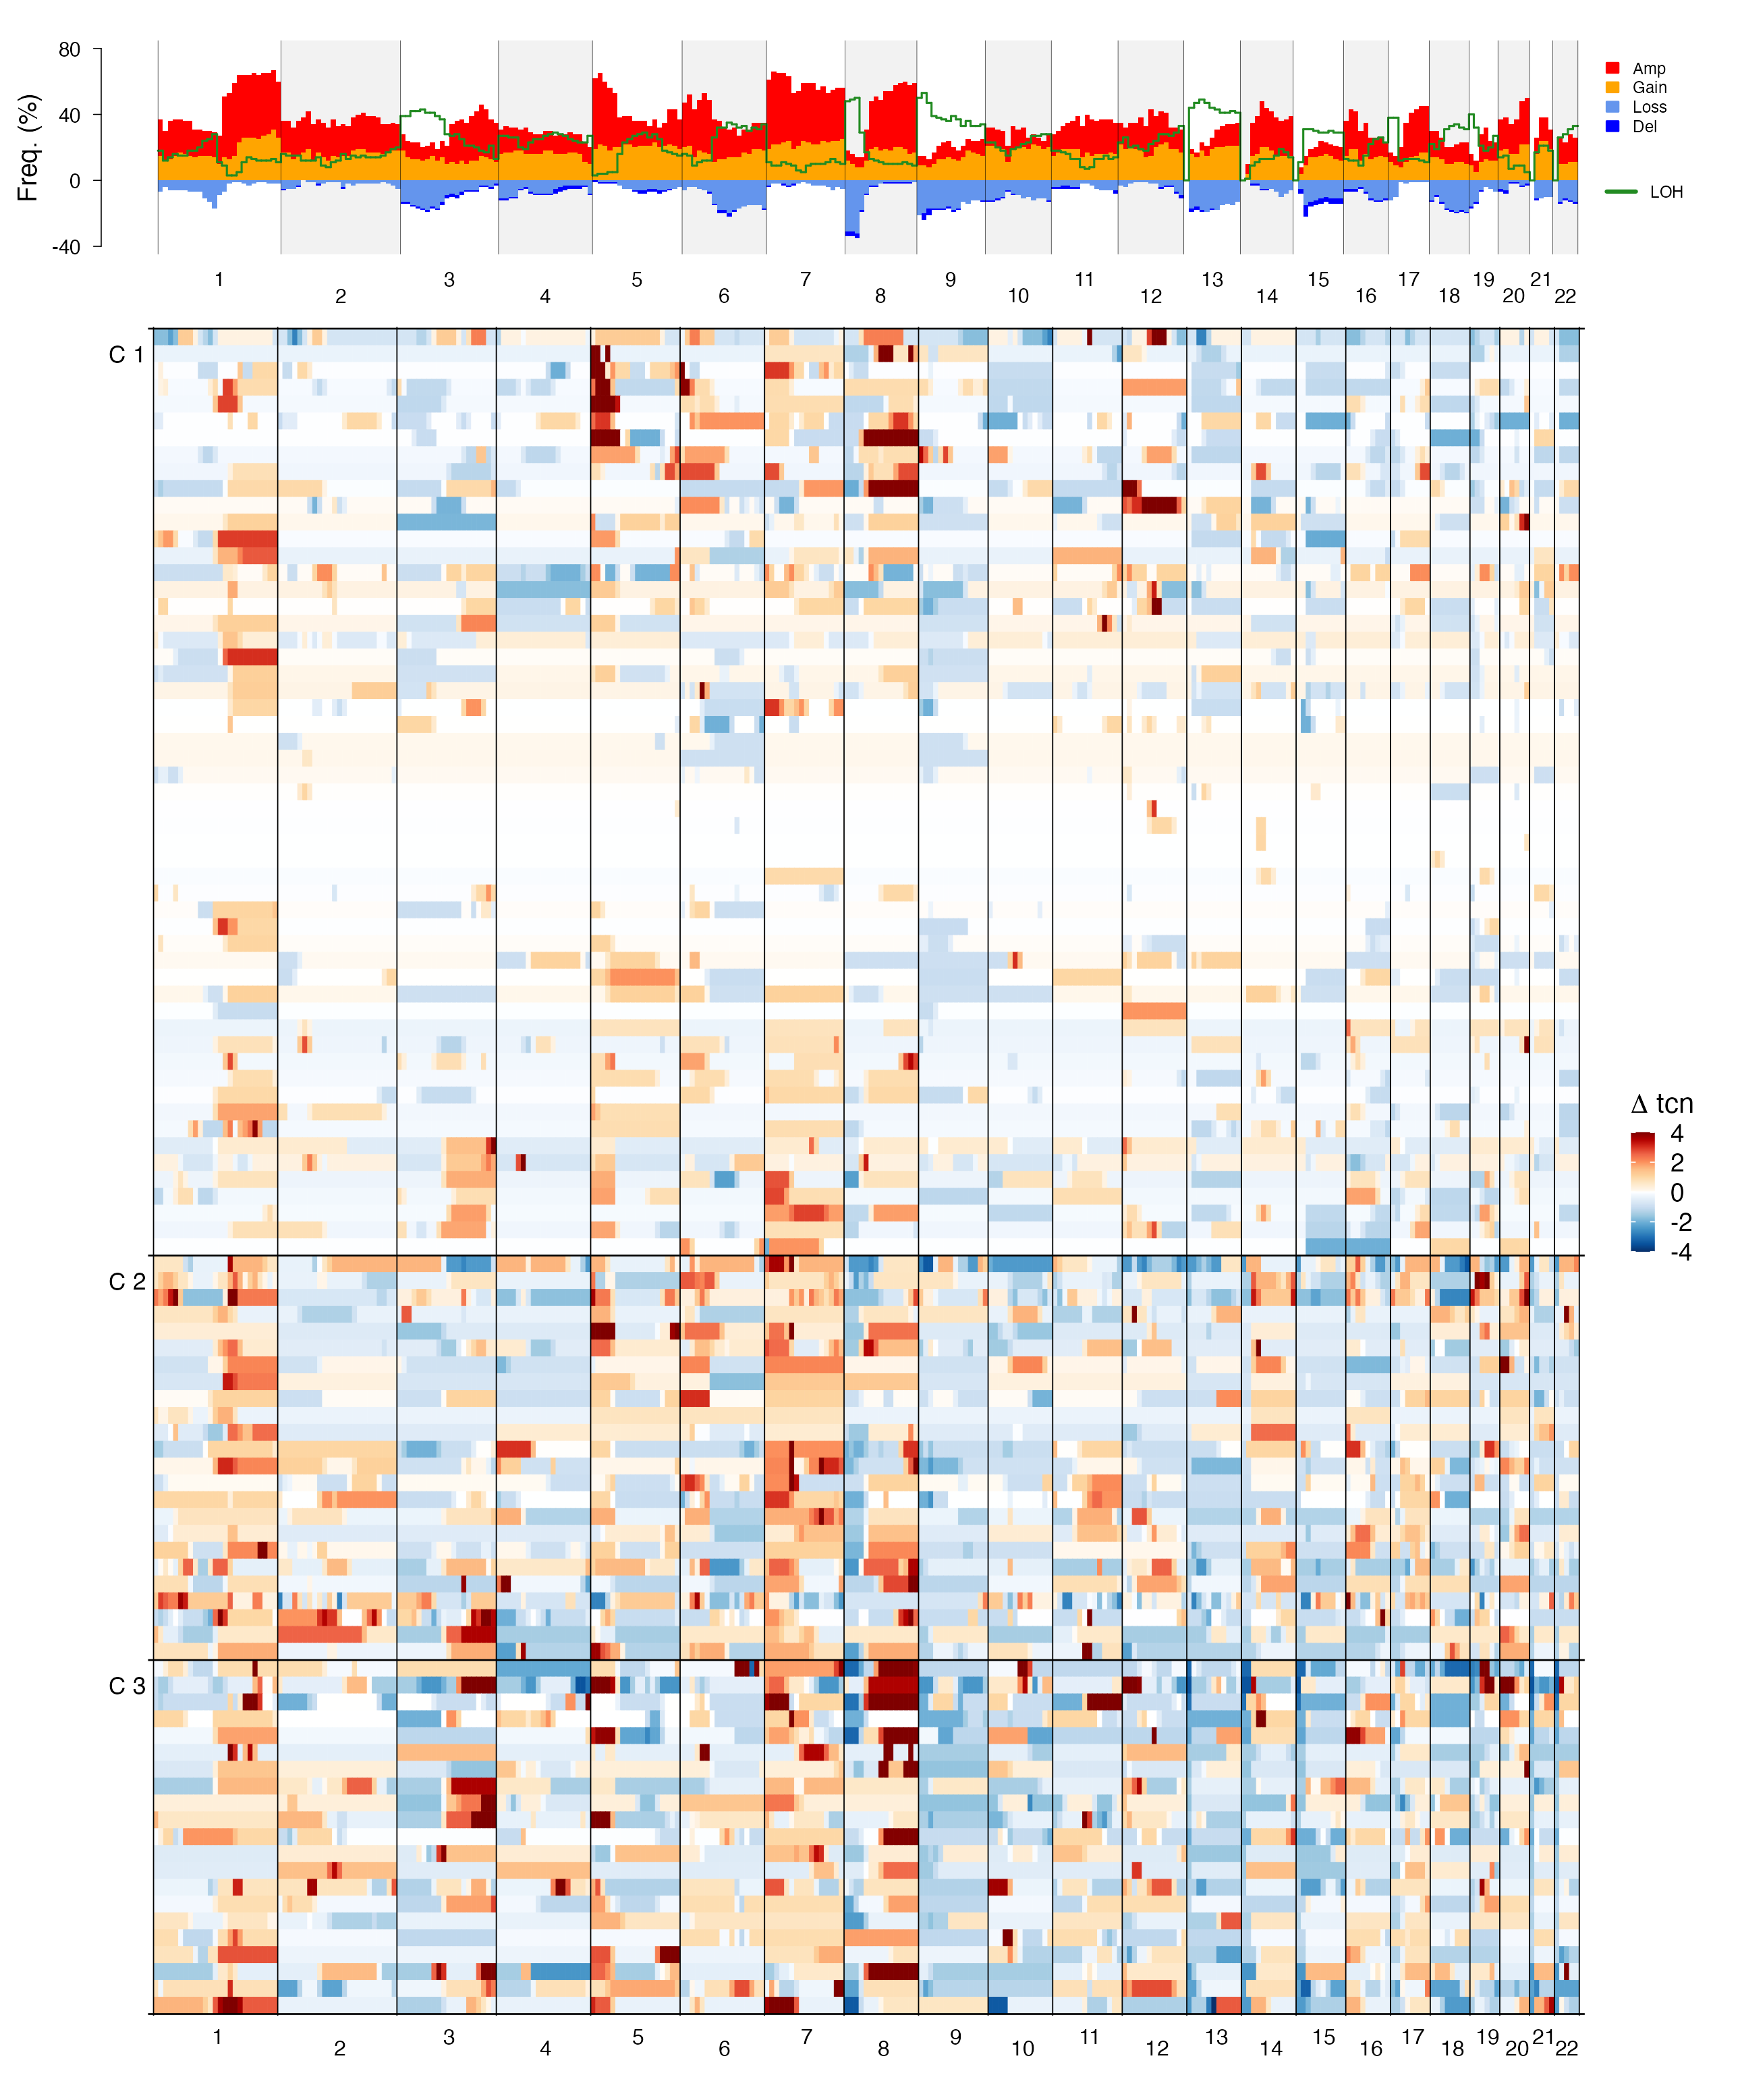 80
40
0
-40
Freq. (%)
Amp
Gain
Loss
Del
LOH
1 3 5 7 9 11 13 15 17 19 21
2 4 6 8 10 12 14 16 18 20 22
C 1
C 2
C 3
Δ tcn
4
2
0
-2
-4
1 3 5 7 9 11 13 15 17 19 21
2 4 6 8 10 12 14 16 18 20 22